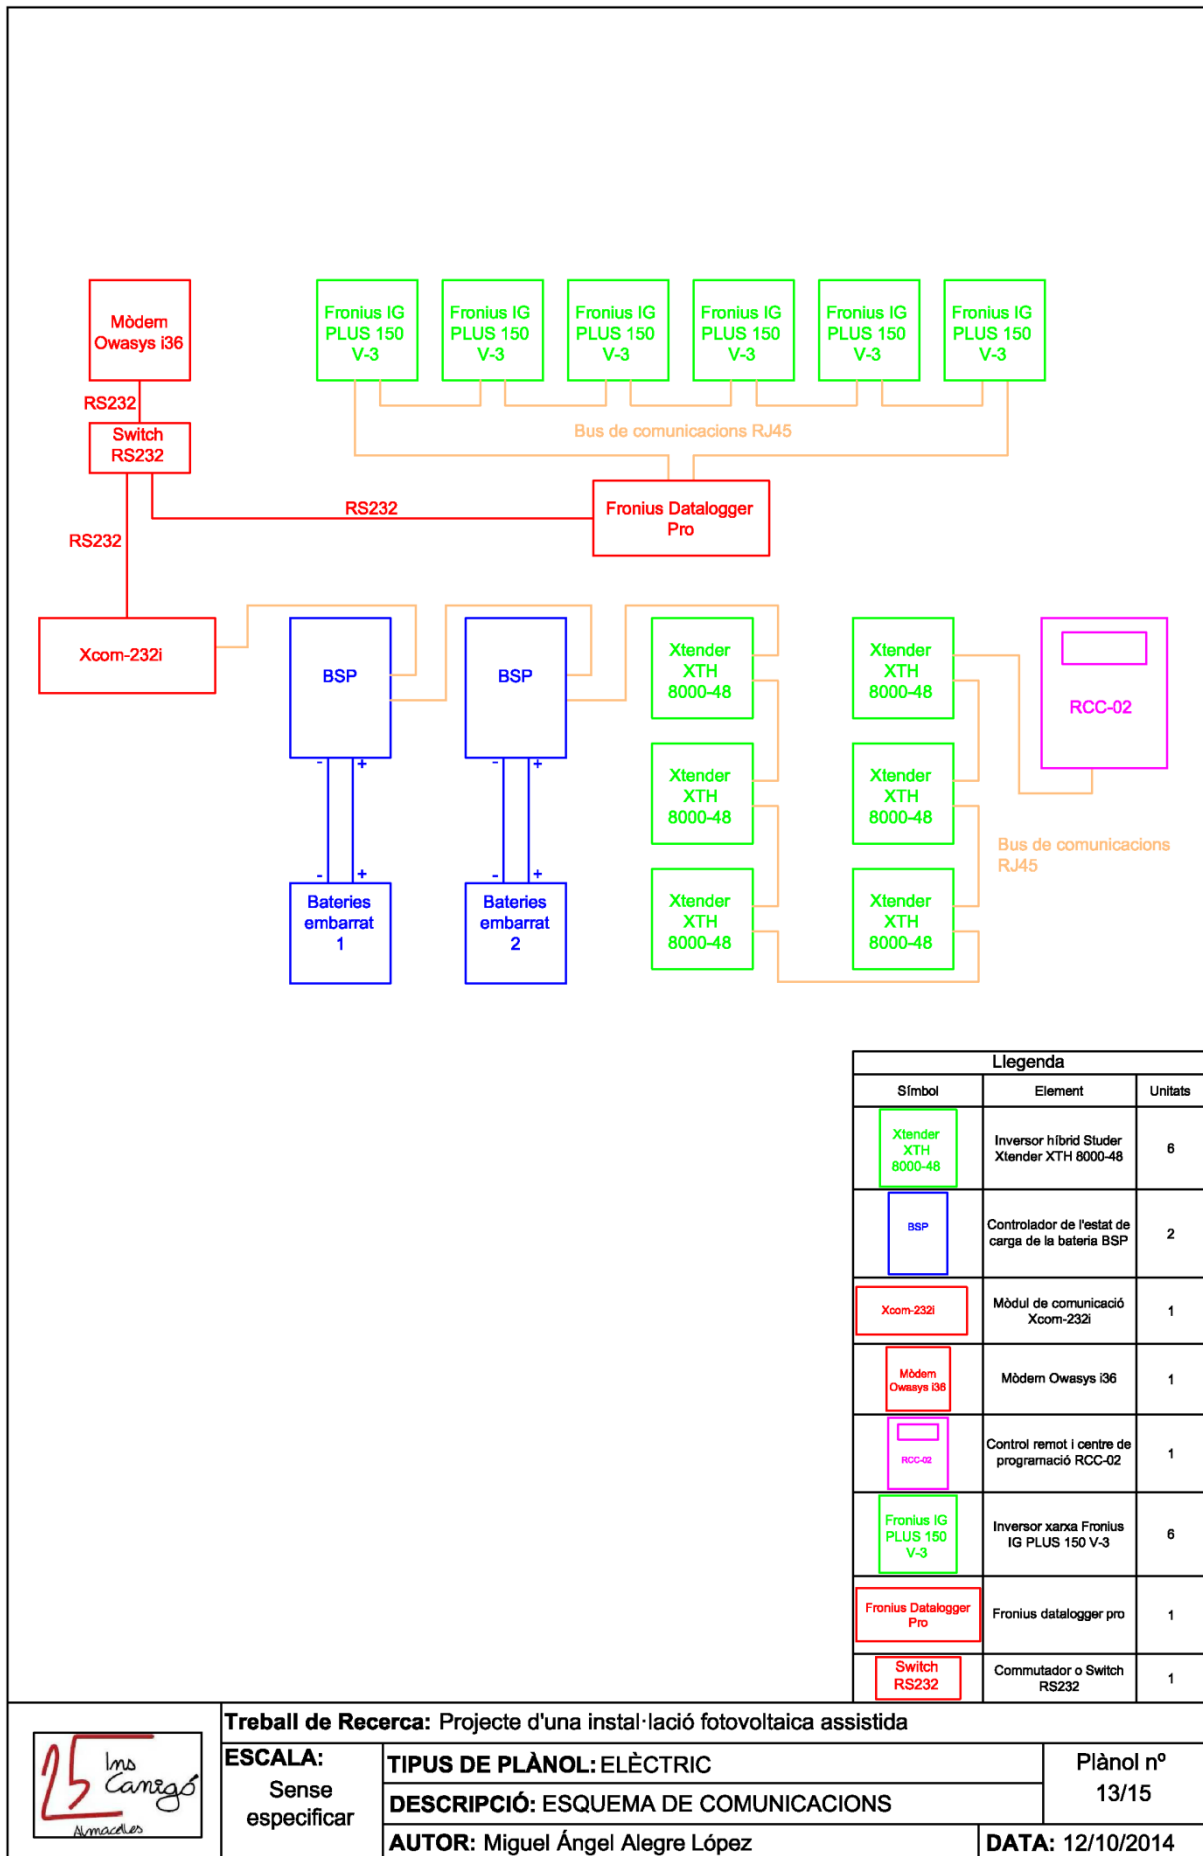 Mòdem
Owasys i36
Fronius IG
PLUS 150
V-3
Fronius IG
PLUS 150
V-3
Fronius IG
PLUS 150
V-3
Fronius IG
PLUS 150
V-3
Fronius IG
PLUS 150
V-3
Fronius IG
PLUS 150
V-3
RS232
Switch
RS232
Bus de comunicacions RJ45
RS232
Fronius Datalogger
Pro
RS232
Xcom-232i
BSP
BSP
Xtender
XTH
8000-48
Xtender
XTH
8000-48
RCC-02
- +
- +
Xtender
XTH
8000-48
Xtender
XTH
8000-48
Bus de comunicacions
RJ45
- +
- +
Bateries
embarrat
1
Bateries
embarrat
2
Xtender
XTH
8000-48
Xtender
XTH
8000-48
Llegenda
Símbol Element Unitats
Xtender
XTH
8000-48
Inversor híbrid Studer
Xtender XTH 8000-48
6
BSP
Controlador de l'estat de
carga de la bateria BSP
2
Xcom-232i
Mòdul de comunicació
Xcom-232i
1
Mòdem
Owasys i36
Mòdem Owasys i36
1
RCC-02
Control remot i centre de
programació RCC-02
1
Fronius IG
PLUS 150
V-3
Inversor xarxa Fronius
IG PLUS 150 V-3
6
Fronius Datalogger
Pro
Fronius datalogger pro
1
Switch
RS232
Commutador o Switch
RS232
1
25 Ins
Canigó
Almacelles
Treball de Recerca: Projecte d'una instal·lació fotovoltaica assistida
ESCALA:
Sense
especificar
TIPUS DE PLÀNOL: ELÈCTRIC
DESCRIPCIÓ: ESQUEMA DE COMUNICACIONS
Plànol nº
13/15
AUTOR: Miguel Ángel Alegre López
DATA: 12/10/2014